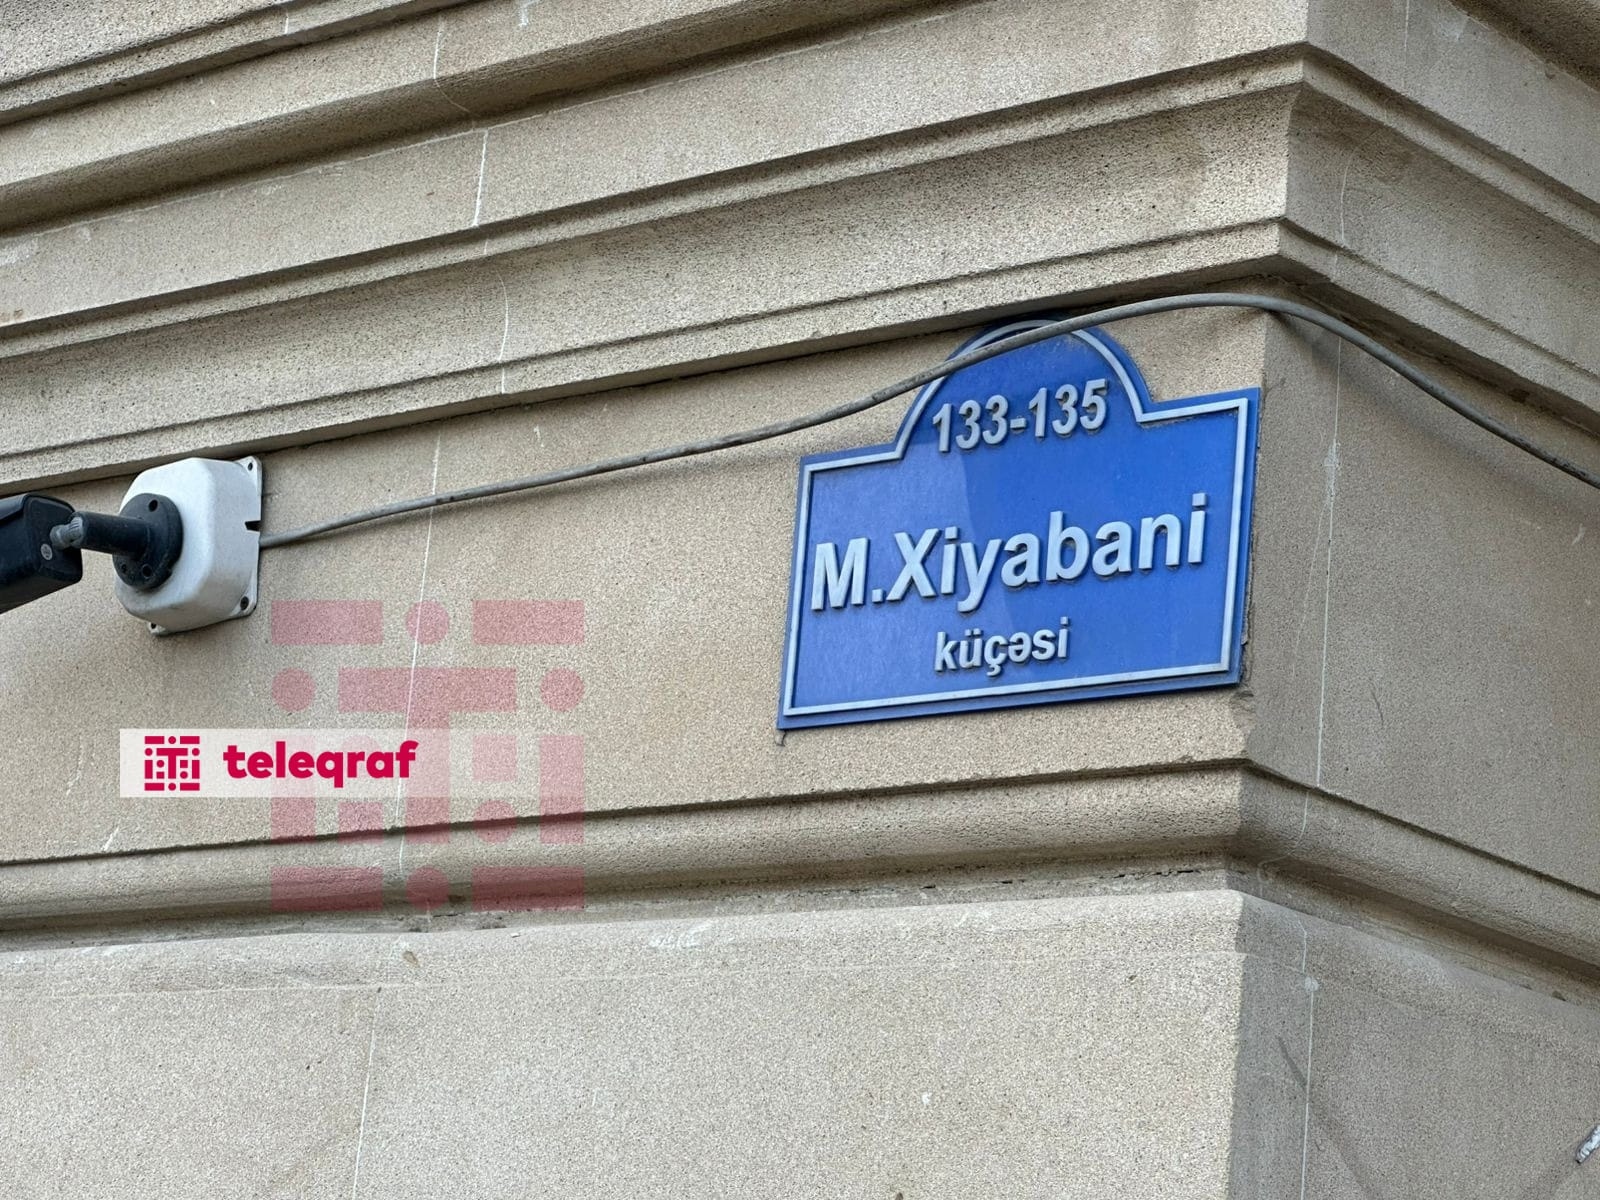 133-135
M.Xiyabani
küçəsi
teleqraf